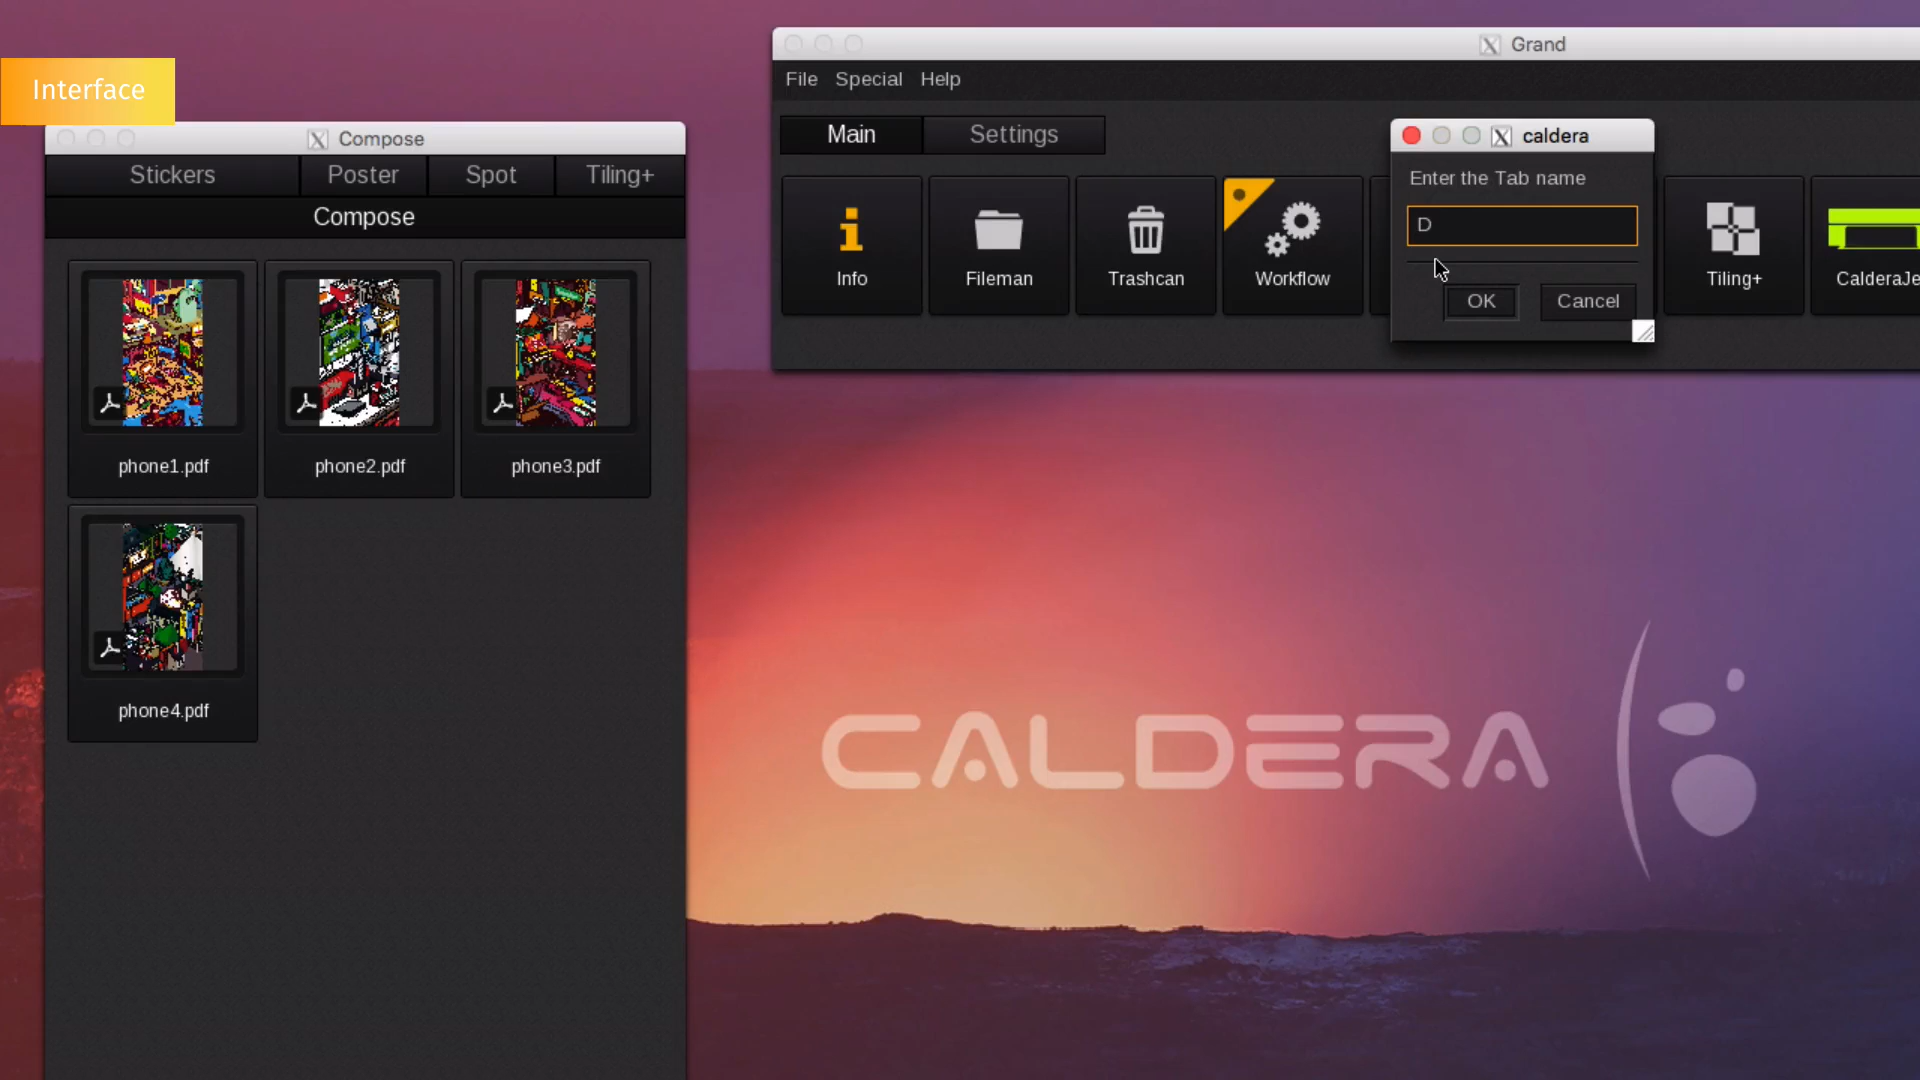 Interface
Compose
Stickers
Poster
Spot
Tiling+
Compose
phone1.pdf
phone2.pdf
phone3.pdf
phone4.pdf
Grand
File Special Help
Main
Settings
Info
Fileman
Trashcan
Workflow
Tiling+
CalderaJe
caldera
Enter the Tab name
D
OK
Cancel
CALDERA